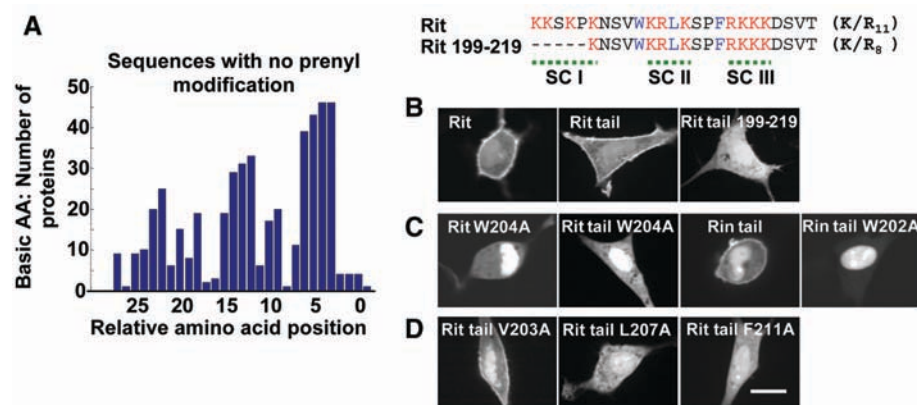 A
Sequences with no prenyl
modification
Basic AA: Number of
proteins
50
40
30
20
10
0
25 20 15 10 5 0
Relative amino acid position
Rit KKSKPKNSVWKRLKSPFRKKKDSVT (K/R11)
Rit 199-219 -----KNSVWKRLKSPFRKKKDSVT (K/R8)
SC I SC II SC III
B
Rit Rit tail Rit tail 199-219
C
Rit W204A Rit tail W204A Rin tail Rin tail W202A
D
Rit tail V203A Rit tail L207A Rit tail F211A